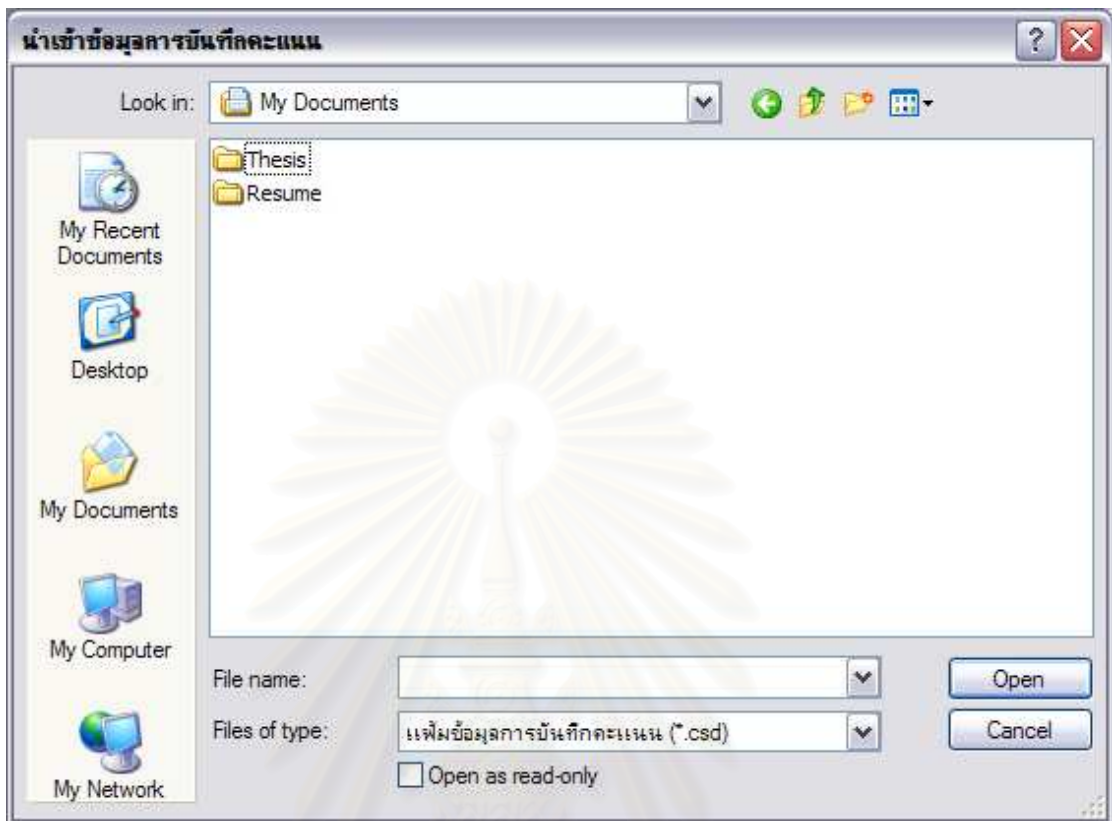 นำเข้าข้อมูลการบันทึกคะแนน
Look in: My Documents
Thesis
Resume
My Recent
Documents
Desktop
My Documents
My Computer
My Network
File name:
Open
Files of type: แฟ้มข้อมูลการบันทึกคะแนน (*.csd)
Cancel
Open as read-only